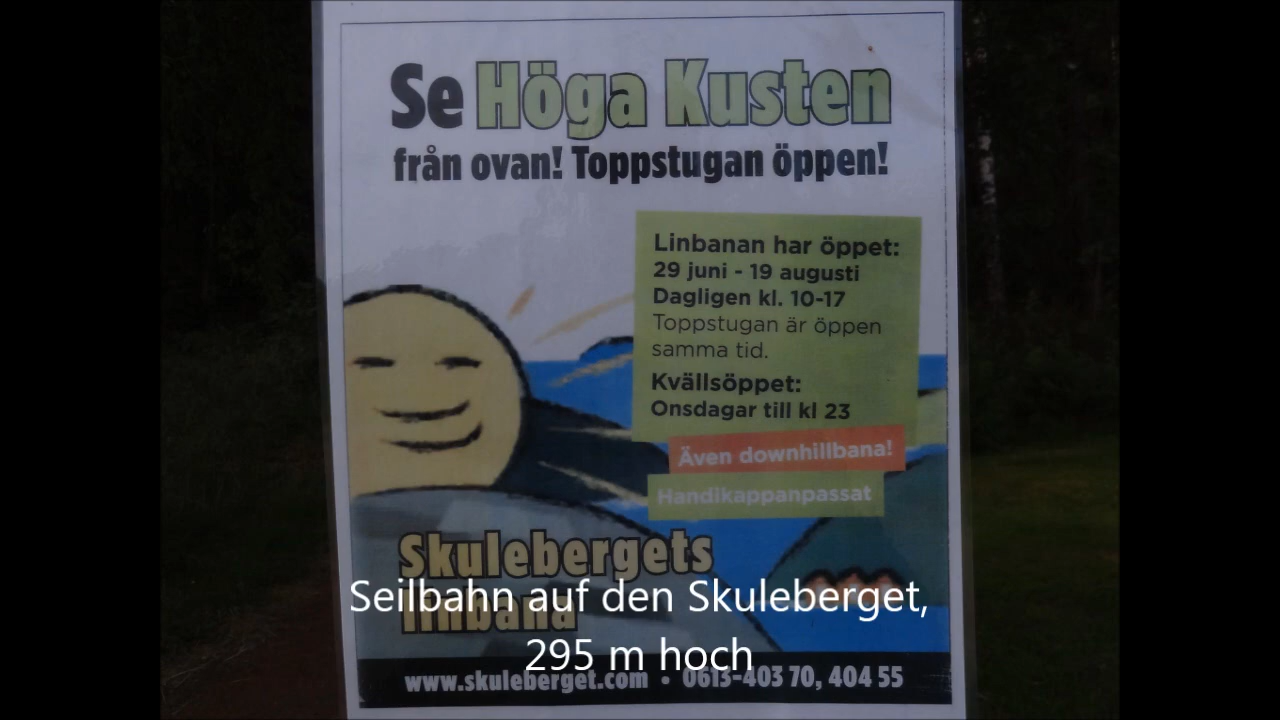 Se Höga Kusten
från ovan! Toppstugan öppen!
Linbanan har öppet:
29 juni - 19 augusti
Dagligen kl. 10-17
Toppstugan är öppen
samma tid.
Kvällsöppet:
Onsdagar till kl 23
Även downhillbana!
Handikappanpassat
Skulebergets
linbana
Seilbahn auf den Skuleberget,
295 m hoch
www.skuleberget.com • 0613-403 70, 404 55